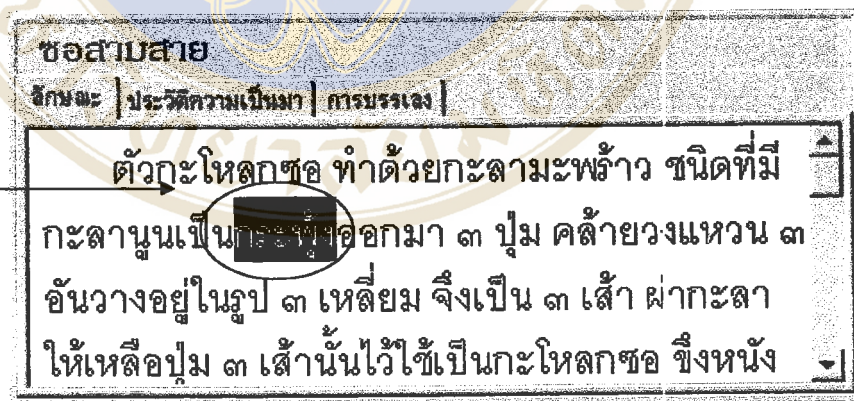 ซอสามสาย
ลักษณะ ประวัติความเป็นมา การบรรเลง
ตัวกะโหลกซอ ทำด้วยกะลามะพร้าว ชนิดที่มี
กะลานูนเป็นกระพุ้งออกมา ๓ ปุ่ม คล้ายวงแหวน ๓
อันวางอยู่ในรูป ๓ เหลี่ยม จึงเป็น ๓ เส้า ผ่ากะลา
ให้เหลือปุ่ม ๓ เส้านั้นไว้ใช้เป็นกะโหลกซอ ขึงหนัง